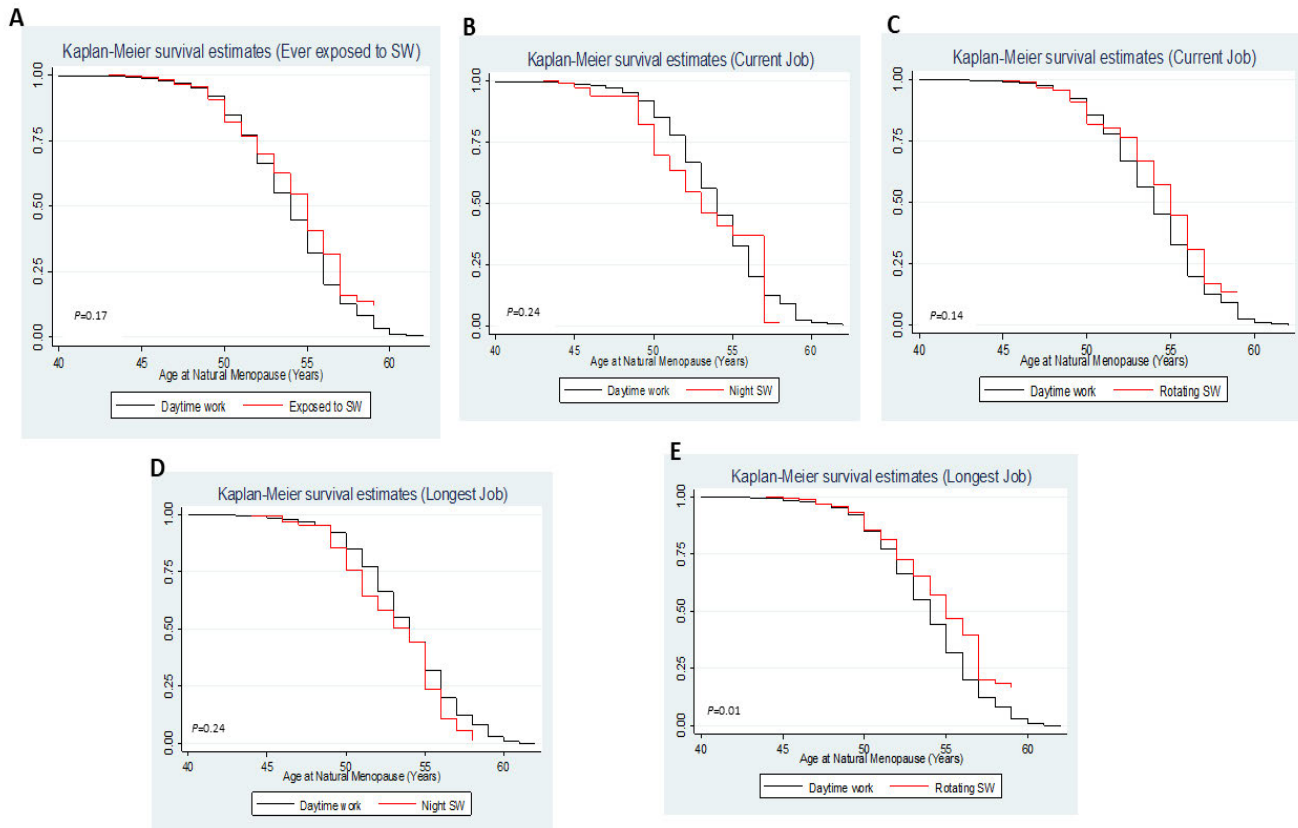 A
Kaplan-Meier survival estimates (Ever exposed to SW)
1.00
0.75
0.50
0.25
0.00
P=0.17
40 45 50 55 60
Age at Natural Menopause (Years)
Daytime work Exposed to SW
B
Kaplan-Meier survival estimates (Current Job)
1.00
0.75
0.50
0.25
0.00
P=0.24
40 45 50 55 60
Age at Natural Menopause (Years)
Daytime work Night SW
C
Kaplan-Meier survival estimates (Current Job)
1.00
0.75
0.50
0.25
0.00
P=0.14
40 45 50 55 60
Age at Natural Menopause (Years)
Daytime work Rotating SW
D
Kaplan-Meier survival estimates (Longest Job)
1.00
0.75
0.50
0.25
0.00
P=0.24
40 45 50 55 60
Age at Natural Menopause (Years)
Daytime work Night SW
E
Kaplan-Meier survival estimates (Longest Job)
1.00
0.75
0.50
0.25
0.00
P=0.01
40 45 50 55 60
Age at Natural Menopause (Years)
Daytime work Rotating SW